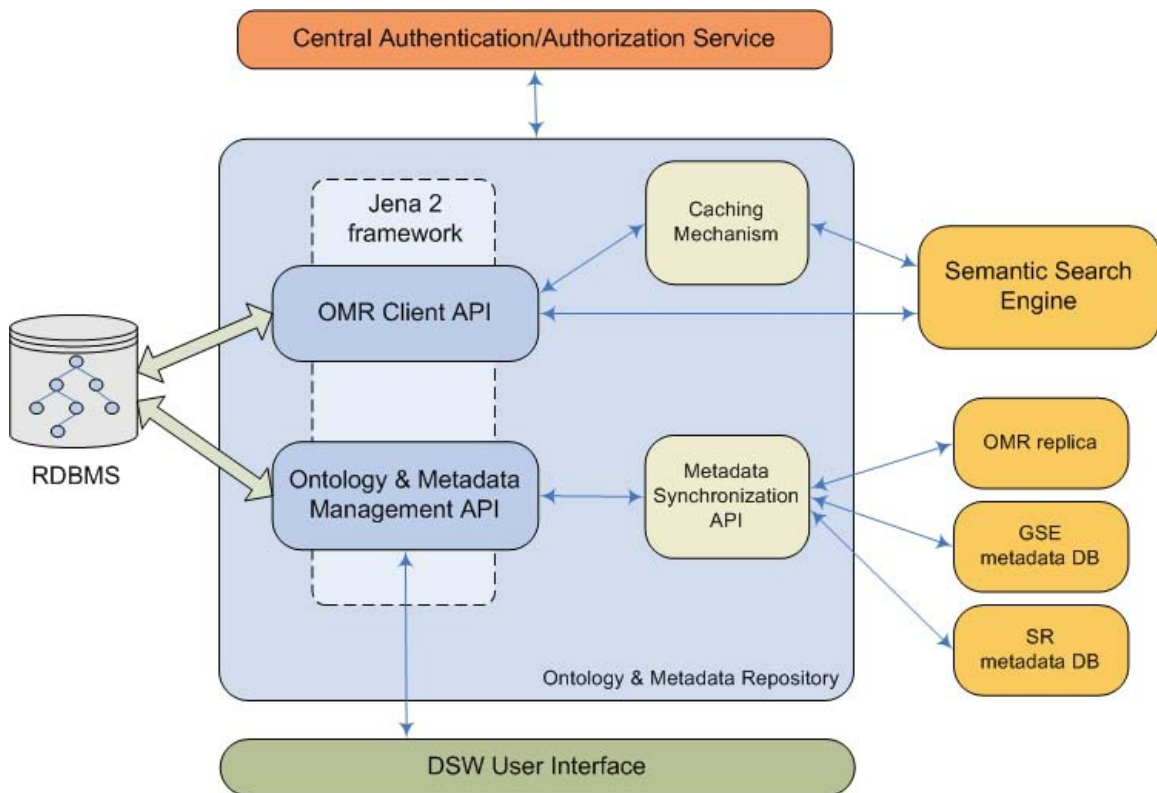 Central Authentication/Authorization Service
Jena 2
framework
Caching
Mechanism
OMR Client API
Semantic Search
Engine
RDBMS
Ontology & Metadata
Management API
Metadada
Synchronization
API
OMR replica
GSE
metadata DB
SR
metadata DB
Ontology & Metadata Repository
DSW User Interface